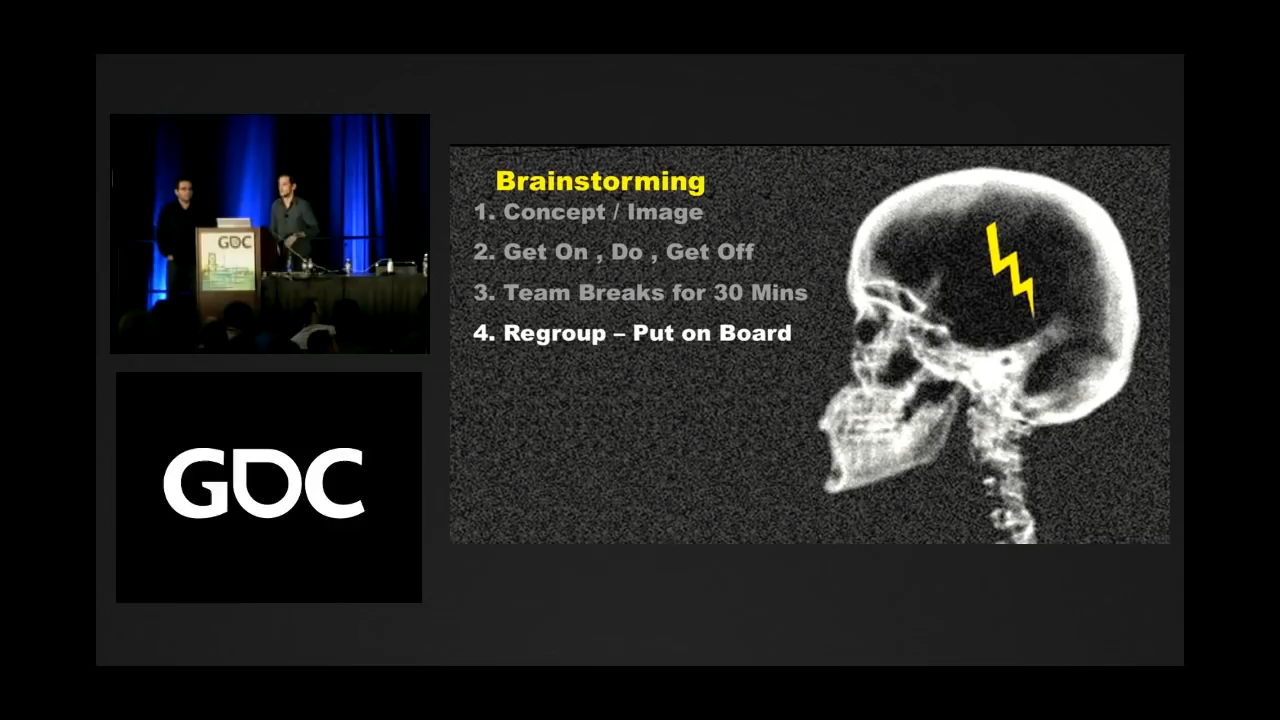 GDC
GDC
Brainstorming
1. Concept / Image
2. Get On , Do , Get Off
3. Team Breaks for 30 Mins
4. Regroup – Put on Board